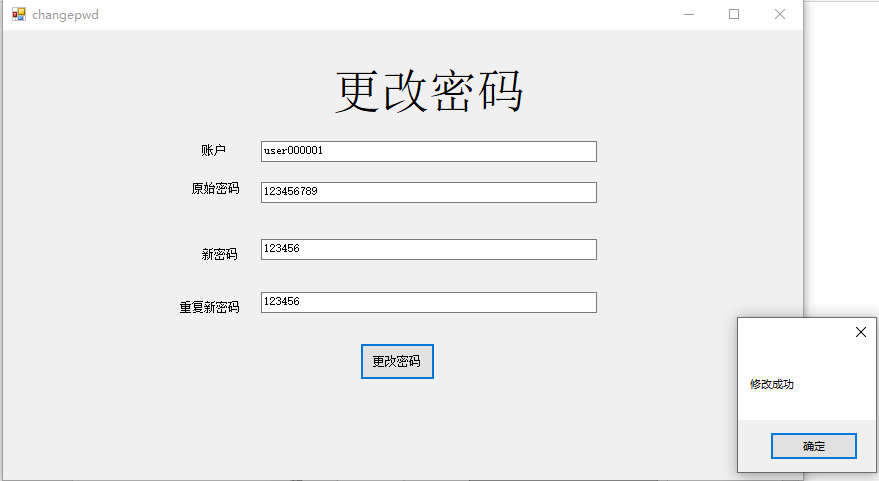 changepwd
更改密码
账户 user000001
原始密码 123456789
新密码 123456
重复新密码 123456
更改密码
修改成功
确定